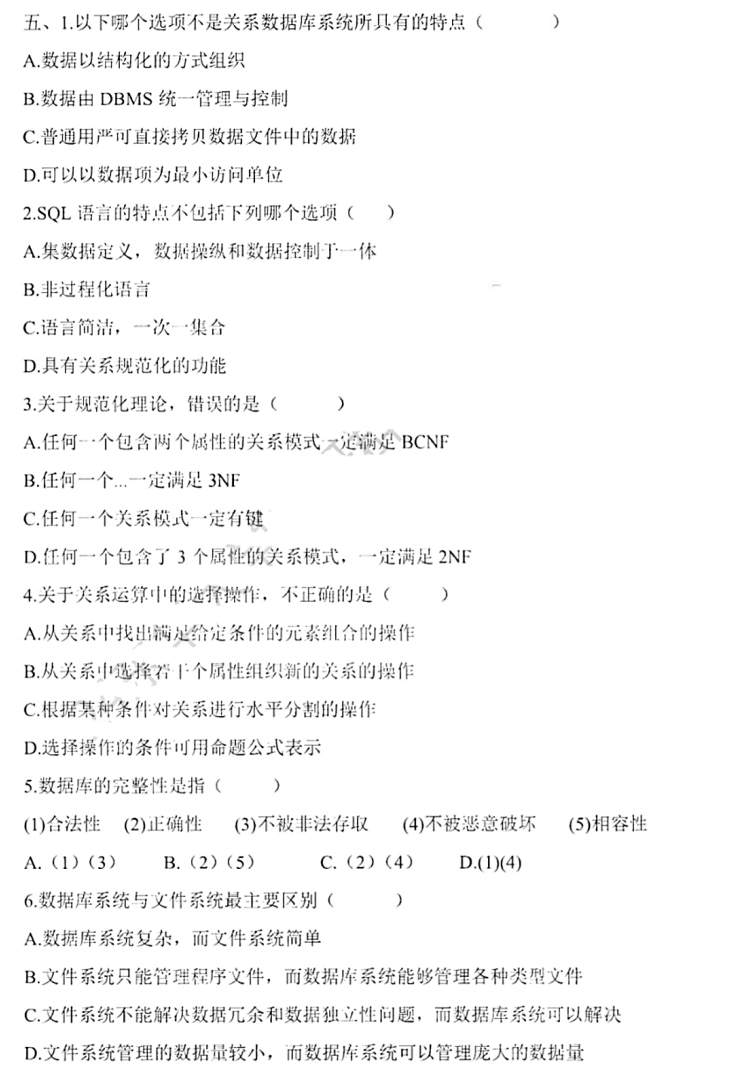 五、1.以下哪个选项不是关系数据库系统所具有的特点（　　）
A.数据以结构化的方式组织
B.数据由 DBMS 统一管理与控制
C.普通用严可直接拷贝数据文件中的数据
D.可以以数据项为最小访问单位
2.SQL 语言的特点不包括下列哪个选项（　）
A.集数据定义，数据操纵和数据控制于一体
B.非过程化语言
C.语言简洁，一次一集合
D.具有关系规范化的功能
3.关于规范化理论，错误的是（　　）
A.任何一个包含两个属性的关系模式一定满足 BCNF
B.任何一个...一定满足 3NF
C.任何一个关系模式一定有键
D.任何一个包含了 3 个属性的关系模式，一定满足 2NF
4.关于关系运算中的选择操作，不正确的是（　　）
A.从关系中找出满足给定条件的元素组合的操作
B.从关系中选择若干个属性组织新的关系的操作
C.根据某种条件对关系进行水平分割的操作
D.选择操作的条件可用命题公式表示
5.数据库的完整性是指（　　）
(1)合法性　(2)正确性　(3)不被非法存取　(4)不被恶意破坏　(5)相容性
A.（1）（3）　B.（2）（5）　C.（2）（4）　D.(1)(4)
6.数据库系统与文件系统最主要区别（　　）
A.数据库系统复杂，而文件系统简单
B.文件系统只能管理程序文件，而数据库系统能够管理各种类型文件
C.文件系统不能解决数据冗余和数据独立性问题，而数据库系统可以解决
D.文件系统管理的数据量较小，而数据库系统可以管理庞大的数据量